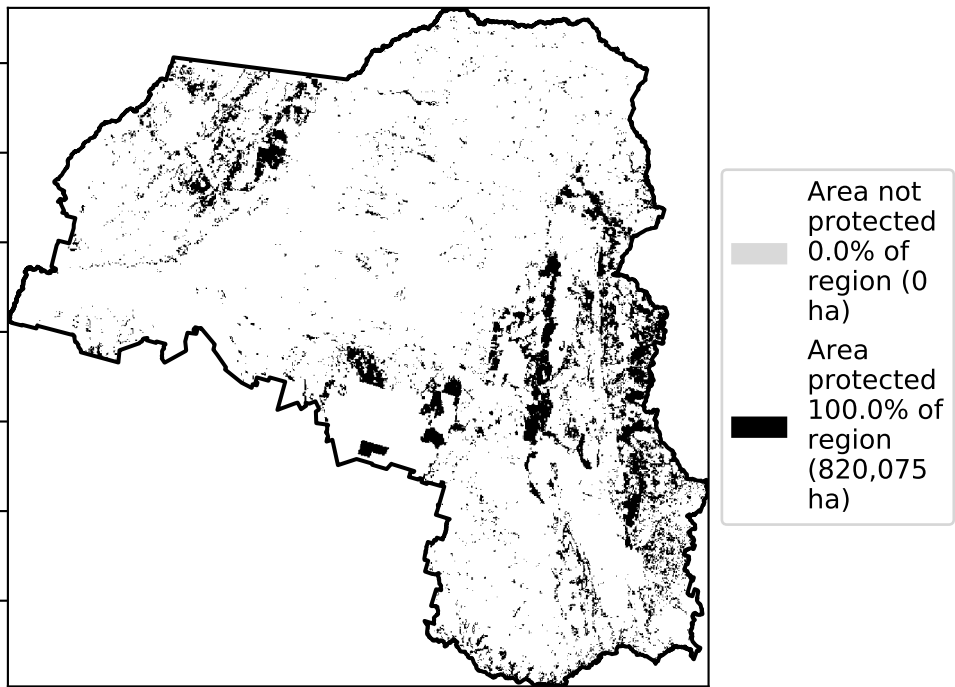 Area not
protected
0.0% of
region (0
ha)
Area
protected
100.0% of
region
(820,075
ha)